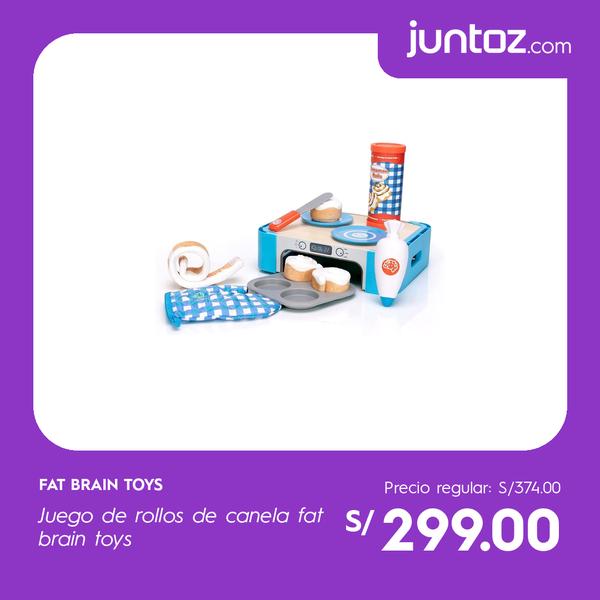 juntoz.com
FAT BRAIN TOYS
Juego de rollos de canela fat
brain toys
Precio regular: S/374.00
S/299.00